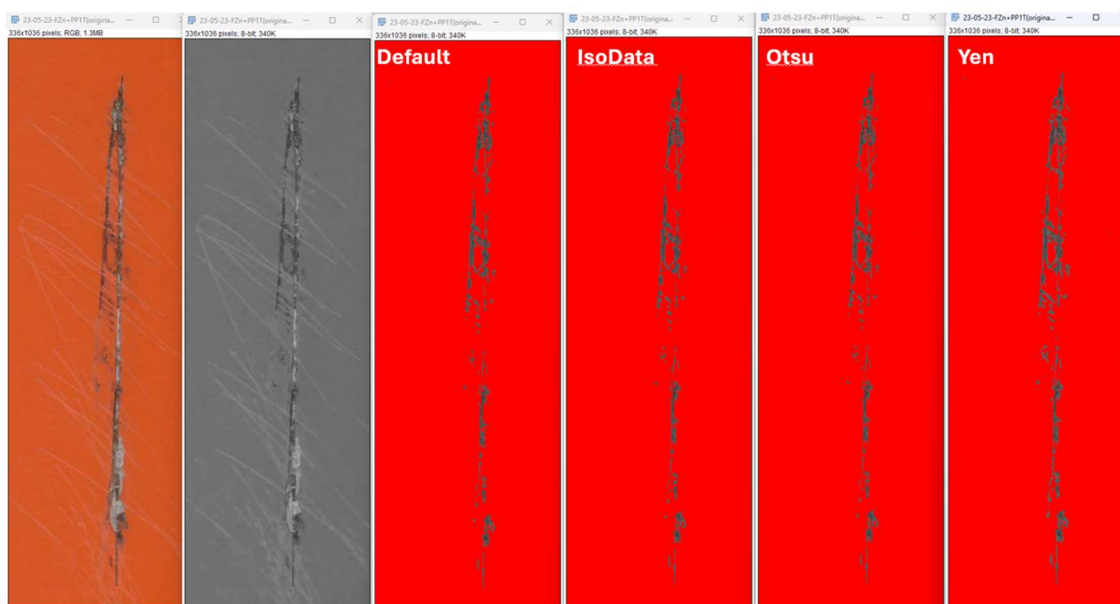 23-05-23-FZn+PP1T(origina...
336x1036 pixels; RGB; 1.3MB
23-05-23-FZn+PP1T(origina...
336x1036 pixels; 8-bit; 340K
23-05-23-FZn+PP1T(origina...
336x1036 pixels; 8-bit; 340K
Default
23-05-23-FZn+PP1T(origina...
336x1036 pixels; 8-bit; 340K
IsoData
23-05-23-FZn+PP1T(origina...
336x1036 pixels; 8-bit; 340K
Otsu
23-05-23-FZn+PP1T(origina...
336x1036 pixels; 8-bit; 340K
Yen